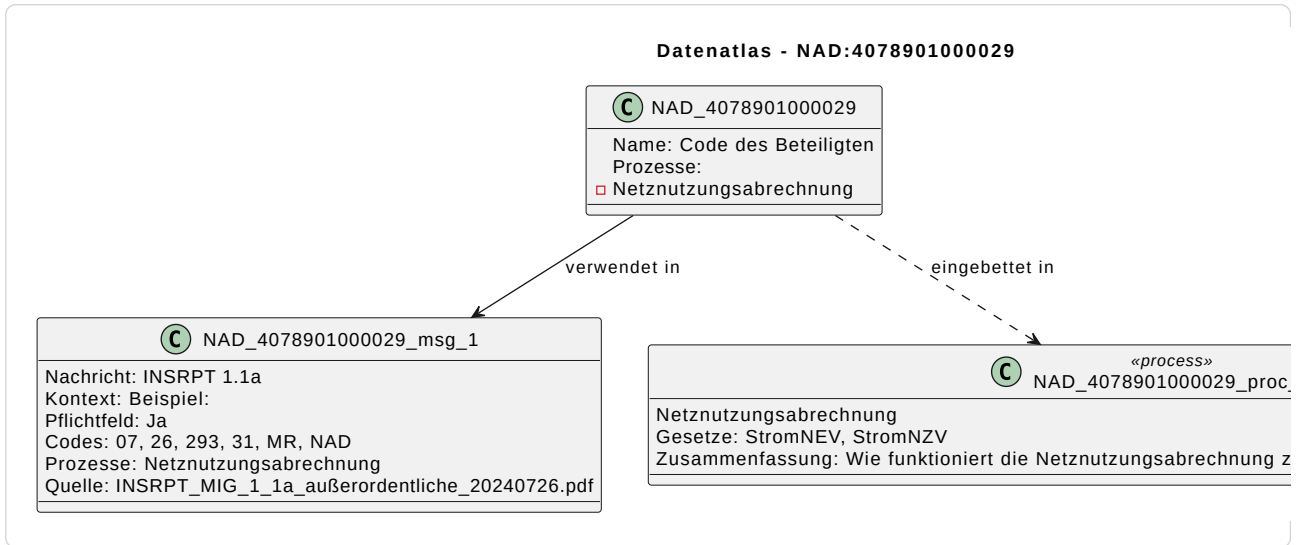 Datenatlas - NAD:4078901000029
C NAD_4078901000029
Name: Code des Beteiligten
Prozesse:
Netznutzungsabrechnung
verwendet in
eingebettet in
C NAD_4078901000029_msg_1
Nachricht: INSRPT 1.1a
Kontext: Beispiel:
Pflichtfeld: Ja
Codes: 07, 26, 293, 31, MR, NAD
Prozesse: Netznutzungsabrechnung
Quelle: INSRPT_MIG_1_1a_außerordentliche_20240726.pdf
«process»
C NAD_4078901000029_proc_
Netznutzungsabrechnung
Gesetze: StromNEV, StromNZV
Zusammenfassung: Wie funktioniert die Netznutzungsabrechnung z